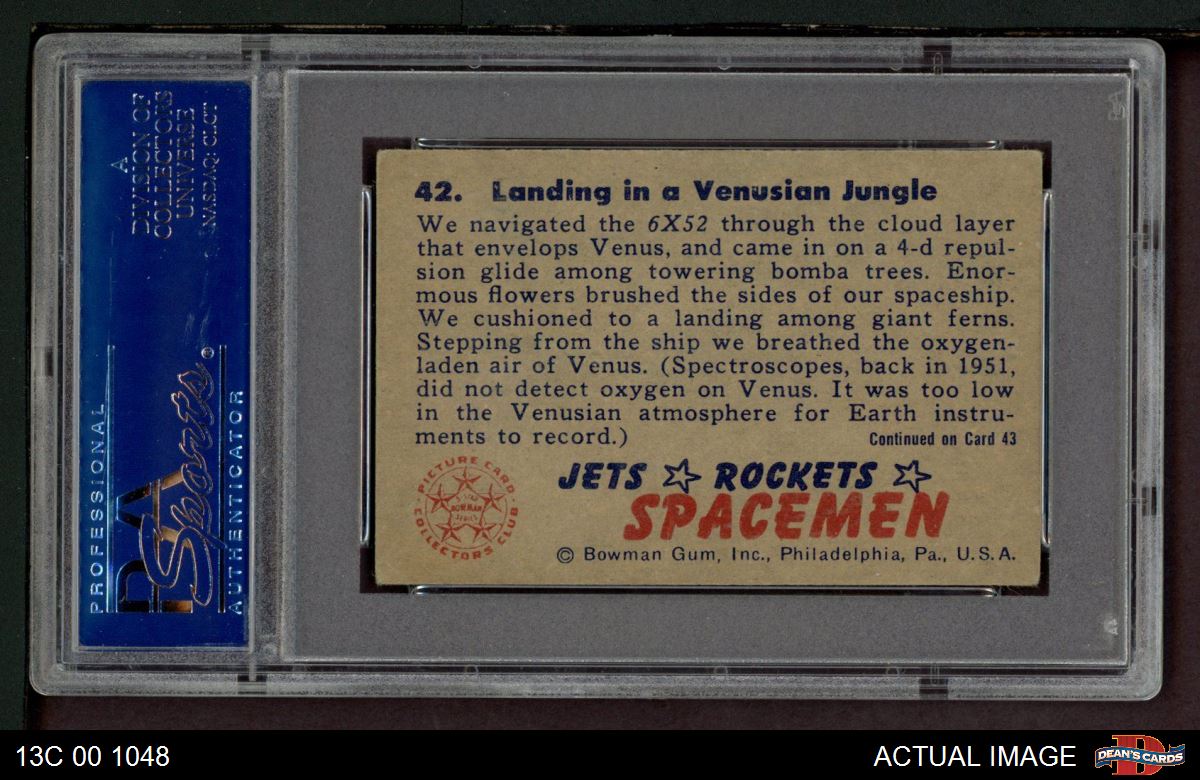 A
DIVISION OF
COLLECTORS
UNIVERSE
NASDAQ: CLCT
PROFESSIONAL
PSA
Sports ®
AUTHENTICATOR
42. Landing in a Venusian Jungle
We navigated the 6X52 through the cloud layer
that envelops Venus, and came in on a 4-d repul-
sion glide among towering bomba trees. Enor-
mous flowers brushed the sides of our spaceship.
We cushioned to a landing among giant ferns.
Stepping from the ship we breathed the oxygen-
laden air of Venus. (Spectroscopes, back in 1951,
did not detect oxygen on Venus. It was too low
in the Venusian atmosphere for Earth instru-
ments to record.)
Continued on Card 43
PICTURE CARD
BOWMAN
COLLECTORS CLUB
JETS ☆ ROCKETS ☆
SPACEMEN
© Bowman Gum, Inc., Philadelphia, Pa., U.S.A.
13C 00 1048
ACTUAL IMAGE
DEAN'S CARDS